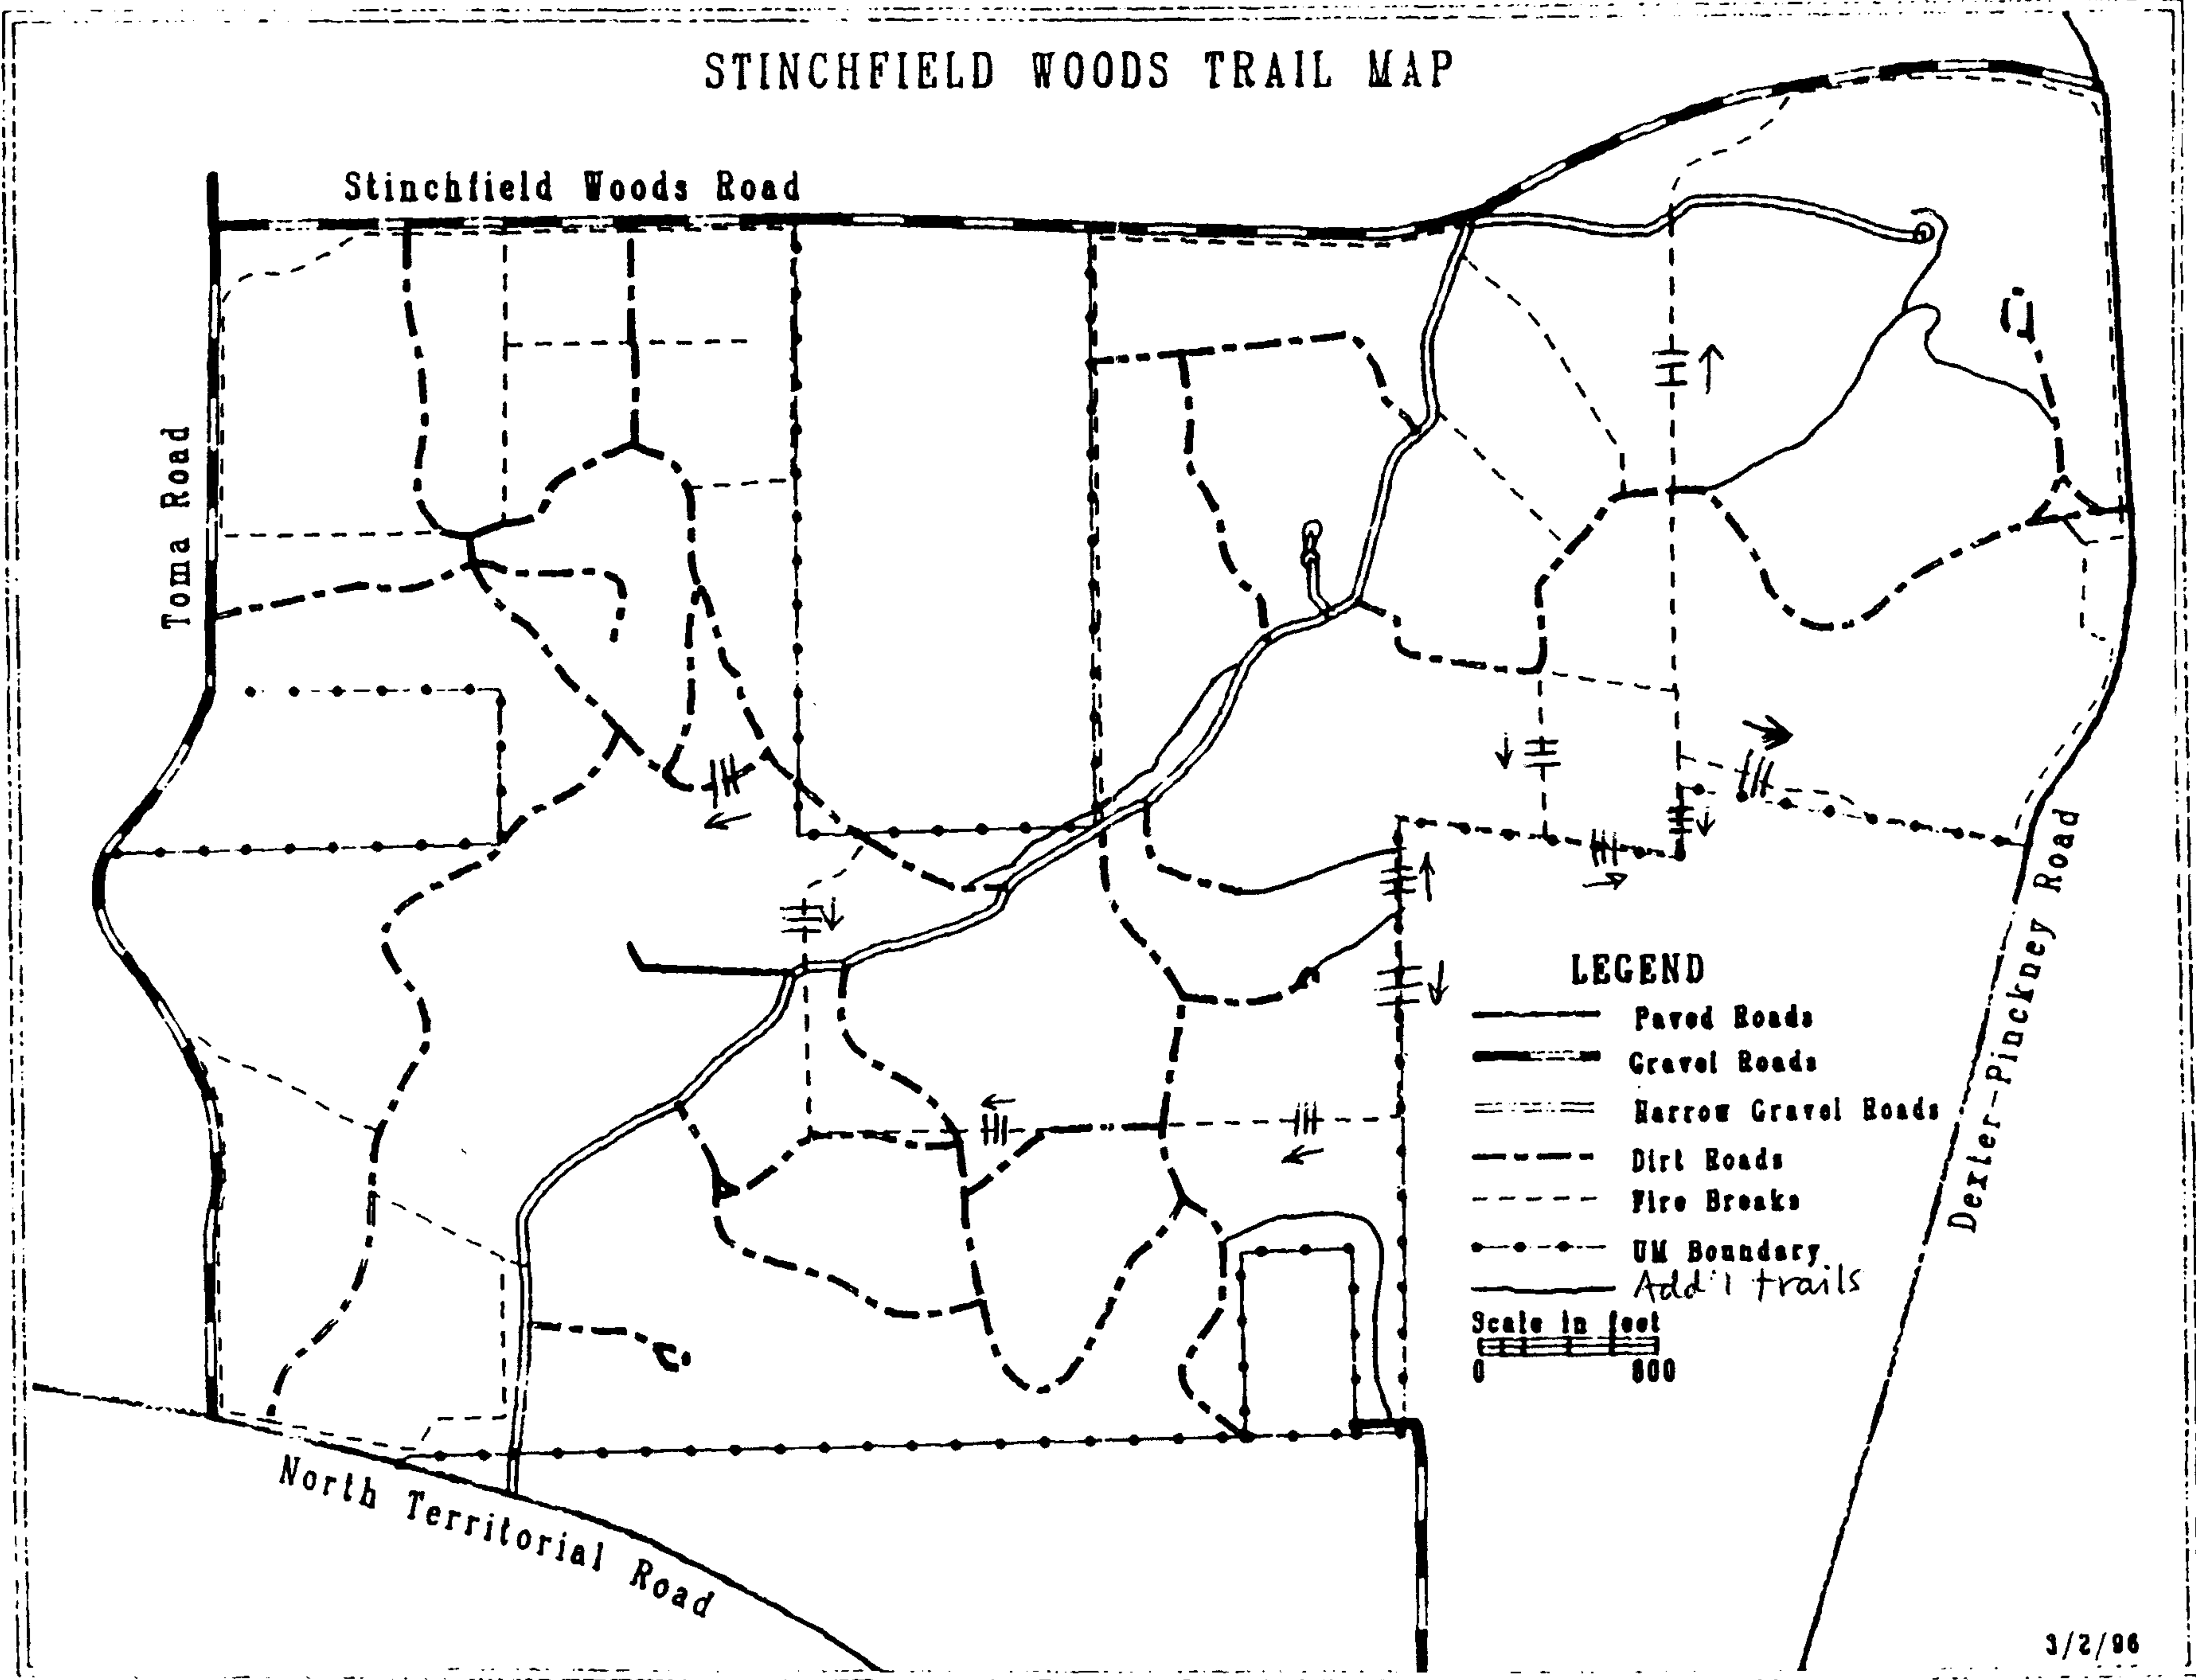 STINCHFIELD WOODS TRAIL MAP
Stinchfield Woods Road
Toma Road
Dexter-Pinckney Road
LEGEND
Paved Roads
Gravel Roads
Narrow Gravel Roads
Dirt Roads
Fire Breaks
UM Boundary
Add'l trails
Scale in feet
0 800
North Territorial Road
3/2/96